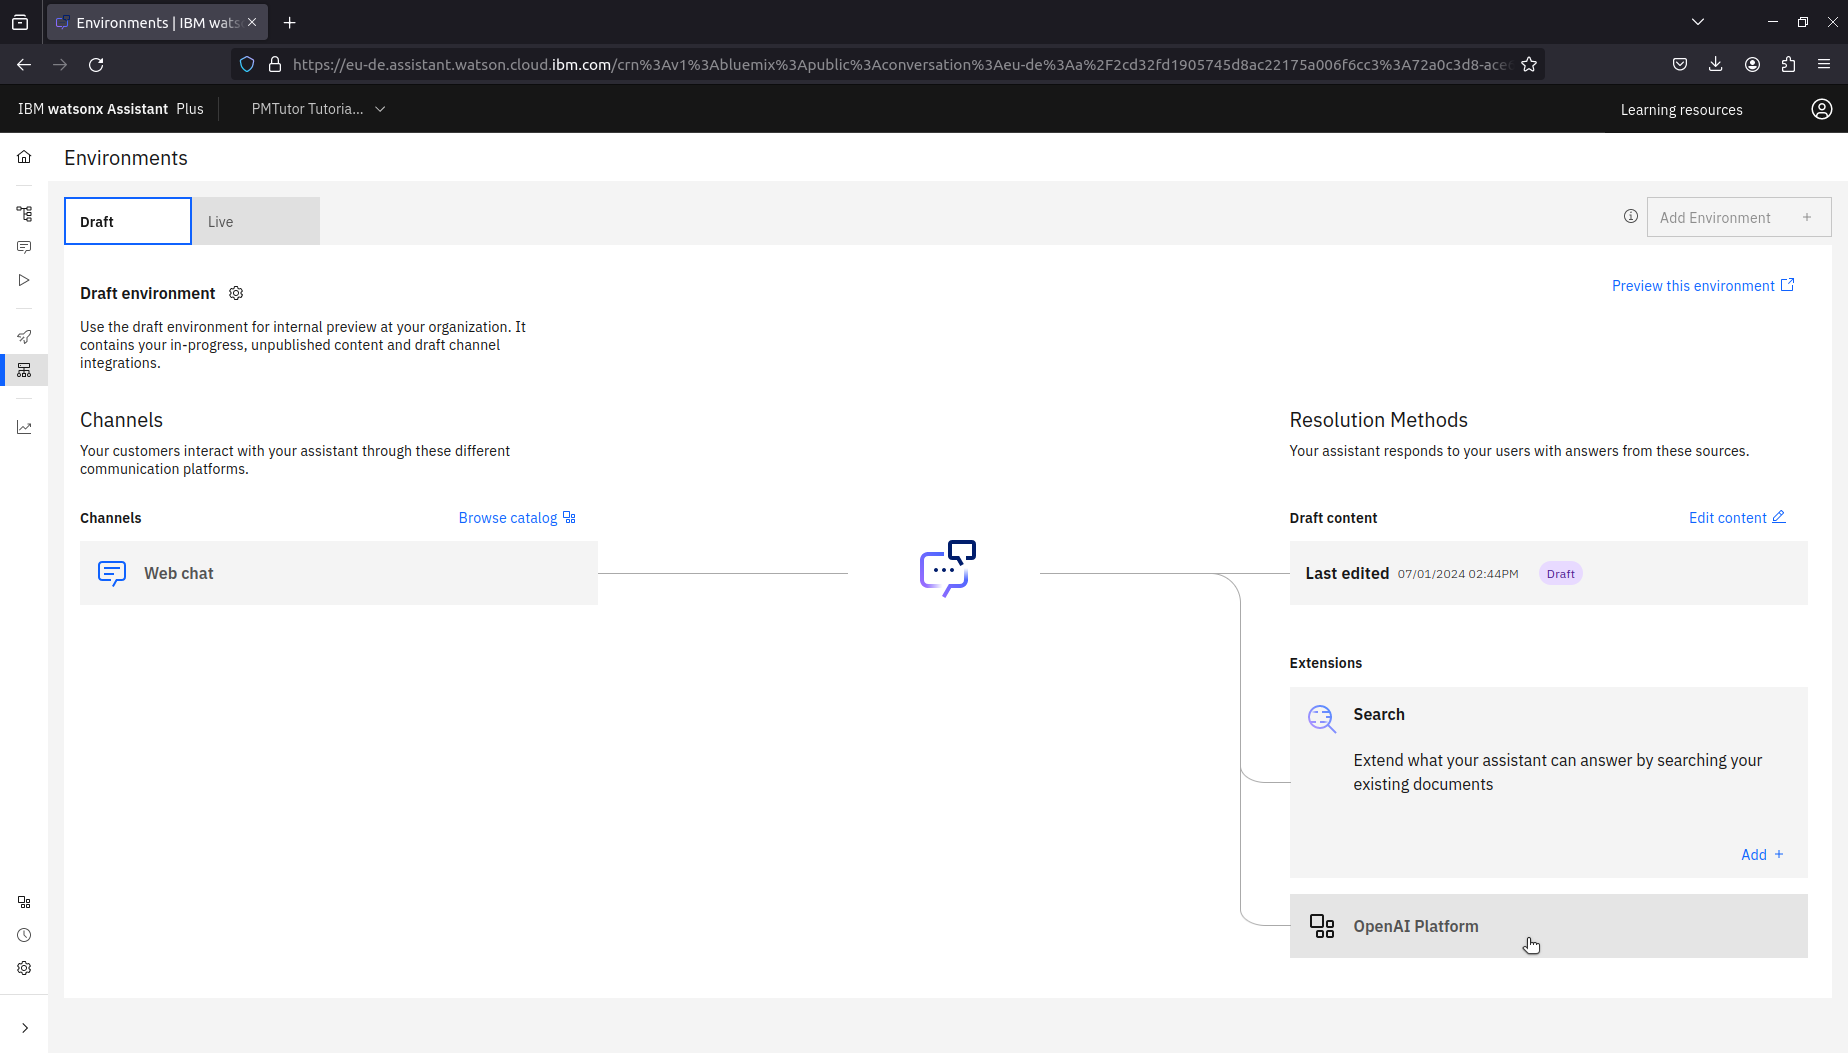 Environments | IBM wats
https://eu-de.assistant.watson.cloud.ibm.com/crn%3Av1%3Abluemix%3Apublic%3Aconversation%3Aeu-de%3Aa%2F2cd32fd1905745d8ac22175a006f6cc3%3A72a0c3d8-ace
IBM watsonx Assistant Plus
PMTutor Tutoria...
Learning resources
Environments
Draft
Live
Add Environment +
Draft environment
Preview this environment
Use the draft environment for internal preview at your organization. It
contains your in-progress, unpublished content and draft channel
integrations.
Channels
Your customers interact with your assistant through these different
communication platforms.
Channels
Browse catalog
Web chat
Resolution Methods
Your assistant responds to your users with answers from these sources.
Draft content
Edit content
Last edited 07/01/2024 02:44PM Draft
Extensions
Search
Extend what your assistant can answer by searching your
existing documents
Add +
OpenAI Platform